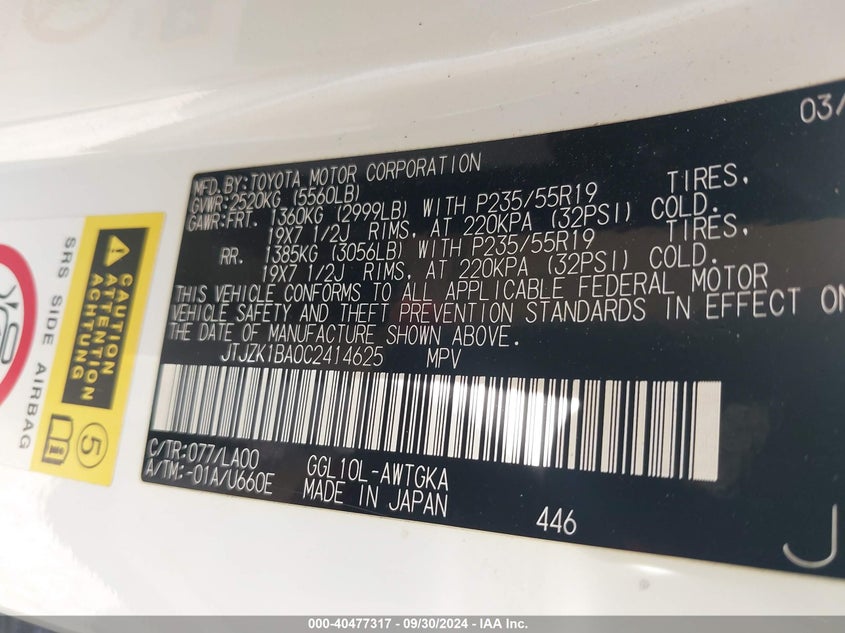 03/
MFD. BY: TOYOTA MOTOR CORPORATION
GVWR: 2520KG (5560LB)
GAWR: FRT. 1360KG (2999LB) WITH P235/55R19 TIRES,
19X7 1/2J RIMS, AT 220KPA (32PSI) COLD.
RR. 1385KG (3056LB) WITH P235/55R19 TIRES,
19X7 1/2J RIMS, AT 220KPA (32PSI) COLD.
THIS VEHICLE CONFORMS TO ALL APPLICABLE FEDERAL MOTOR
VEHICLE SAFETY AND THEFT PREVENTION STANDARDS IN EFFECT ON
THE DATE OF MANUFACTURE SHOWN ABOVE.
JTJZK1BA0C2414625 MPV
C/TR: 077/LA00 GGL10L-AWTGKA
A/TM: -01A/U660E MADE IN JAPAN
446
J
SRS SIDE AIRBAG
CAUTION
ATTENTION
ACHTUNG
5
i
000-40477317 - 09/30/2024 - IAA Inc.